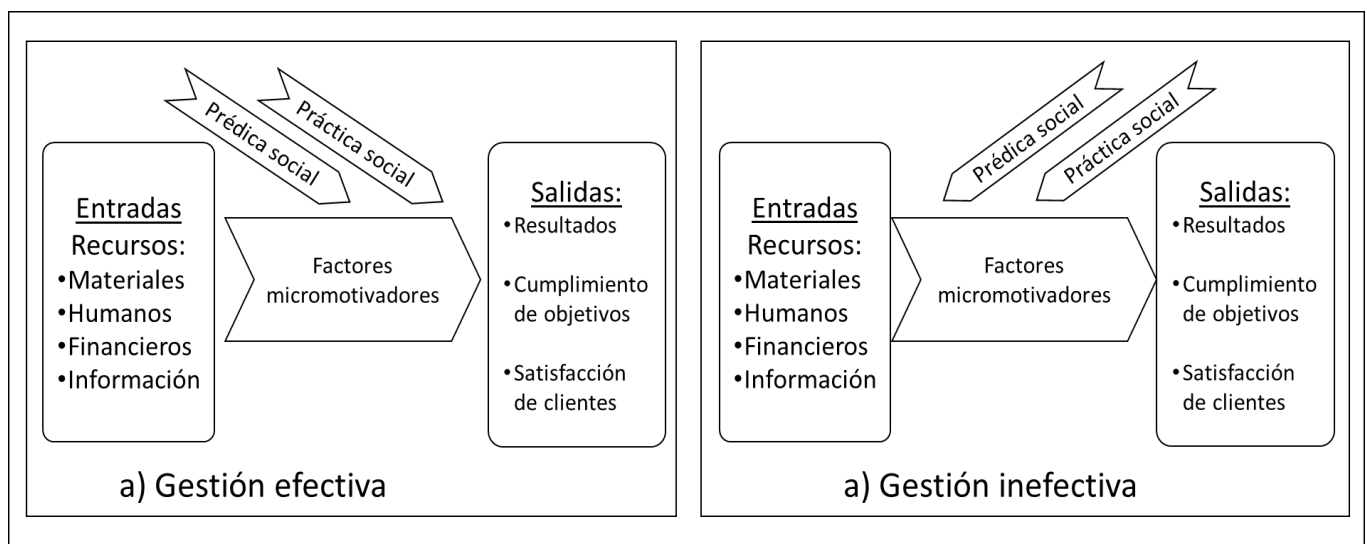 Prédica social
Práctica social
Entradas
Recursos:
•Materiales
•Humanos
•Financieros
•Información
Factores
micromotivadores
Salidas:
•Resultados
•Cumplimiento
de objetivos
•Satisfacción
de clientes
a) Gestión efectiva
Prédica social
Práctica social
Entradas
Recursos:
•Materiales
•Humanos
•Financieros
•Información
Factores
micromotivadores
Salidas:
•Resultados
•Cumplimiento
de objetivos
•Satisfacción
de clientes
a) Gestión inefectiva